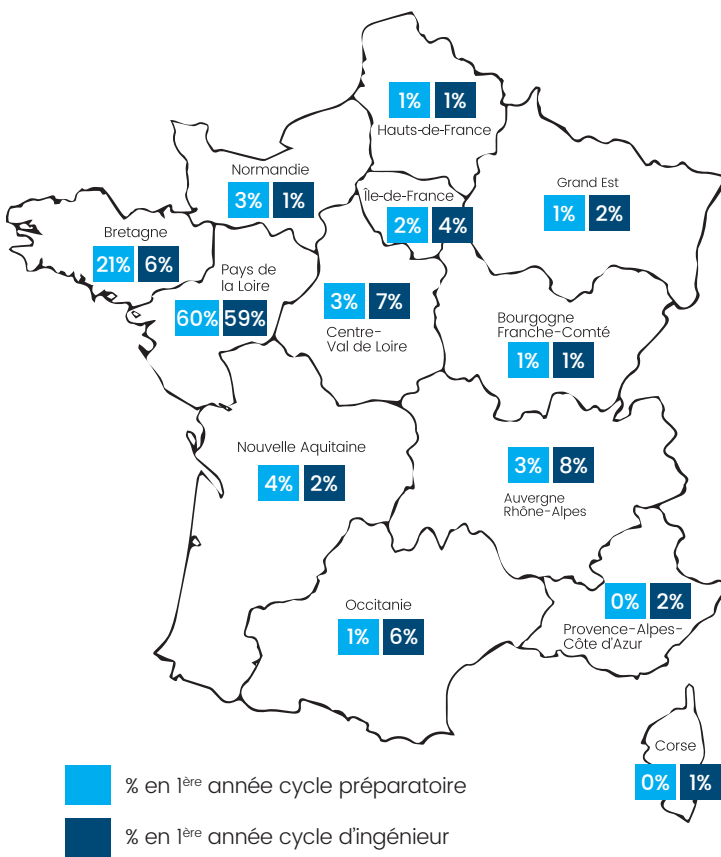 1% 1%
Hauts-de-France
Normandie
3% 1%
Île-de-France
2% 4%
Grand Est
1% 2%
Bretagne
21% 6%
Pays de
la Loire
60% 59%
3% 7%
Centre-
Val de Loire
Bourgogne
Franche-Comté
1% 1%
Nouvelle Aquitaine
4% 2%
3% 8%
Auvergne
Rhône-Alpes
Occitanie
1% 6%
0% 2%
Provence-Alpes-
Côte d'Azur
Corse
0% 1%
% en 1ère année cycle préparatoire
% en 1ère année cycle d'ingénieur